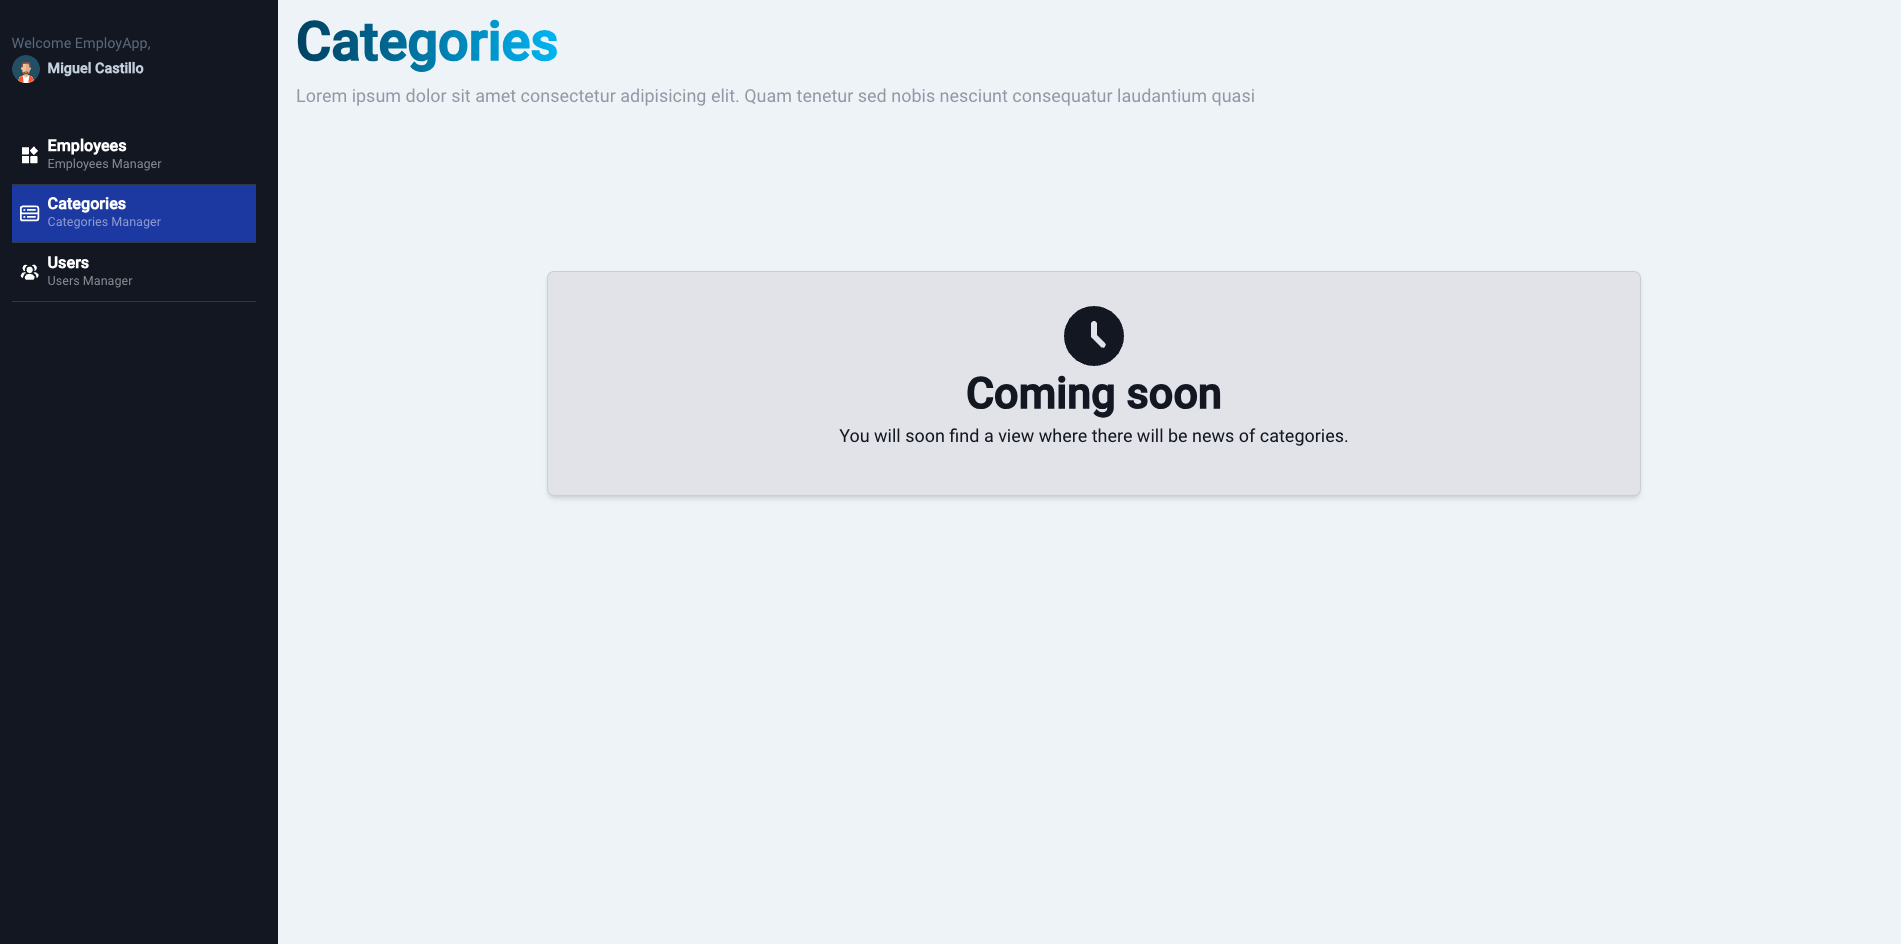 Welcome EmployApp,
Miguel Castillo
Employees
Employees Manager
Categories
Categories Manager
Users
Users Manager
Categories
Lorem ipsum dolor sit amet consectetur adipisicing elit. Quam tenetur sed nobis nesciunt consequatur laudantium quasi
Coming soon
You will soon find a view where there will be news of categories.